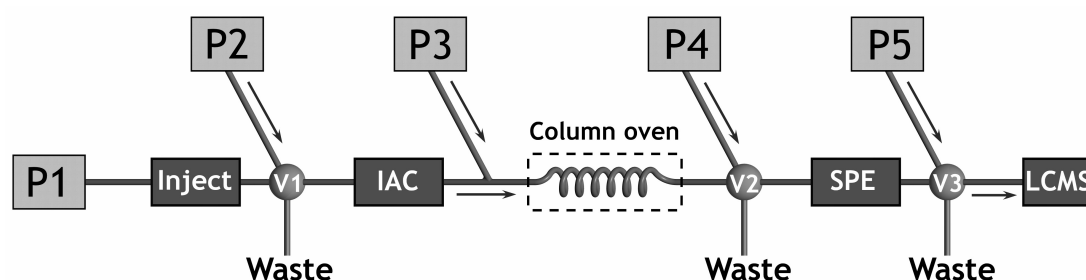 P2
P3
P4
P5
Column oven
P1
Inject
V1
IAC
V2
SPE
V3
LCMS
Waste
Waste
Waste